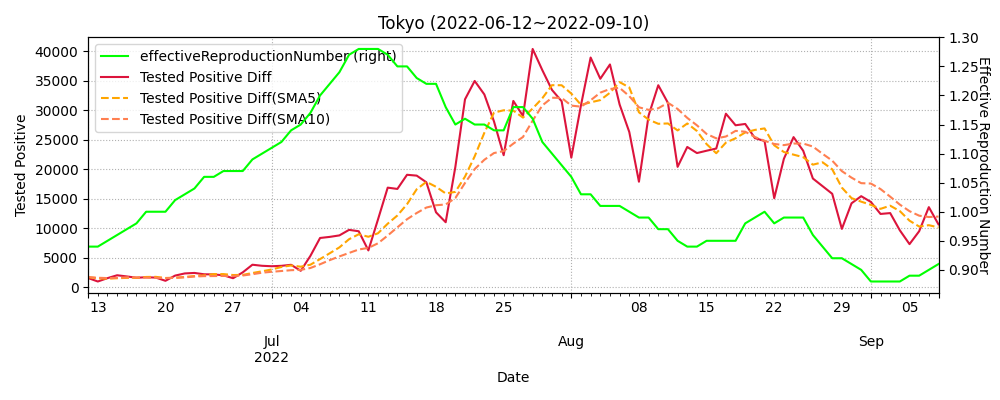 Tokyo (2022-06-12~2022-09-10)
effectiveReproductionNumber (right)
Tested Positive Diff
Tested Positive Diff(SMA5)
Tested Positive Diff(SMA10)
Tested Positive
40000
35000
30000
25000
20000
15000
10000
5000
0
1.30
1.25
1.20
1.15
1.10
1.05
1.00
0.95
0.90
Effective Reproduction Number
13 20 27 04 11 18 25 08 15 22 29 05
Jul Aug Sep
2022
Date